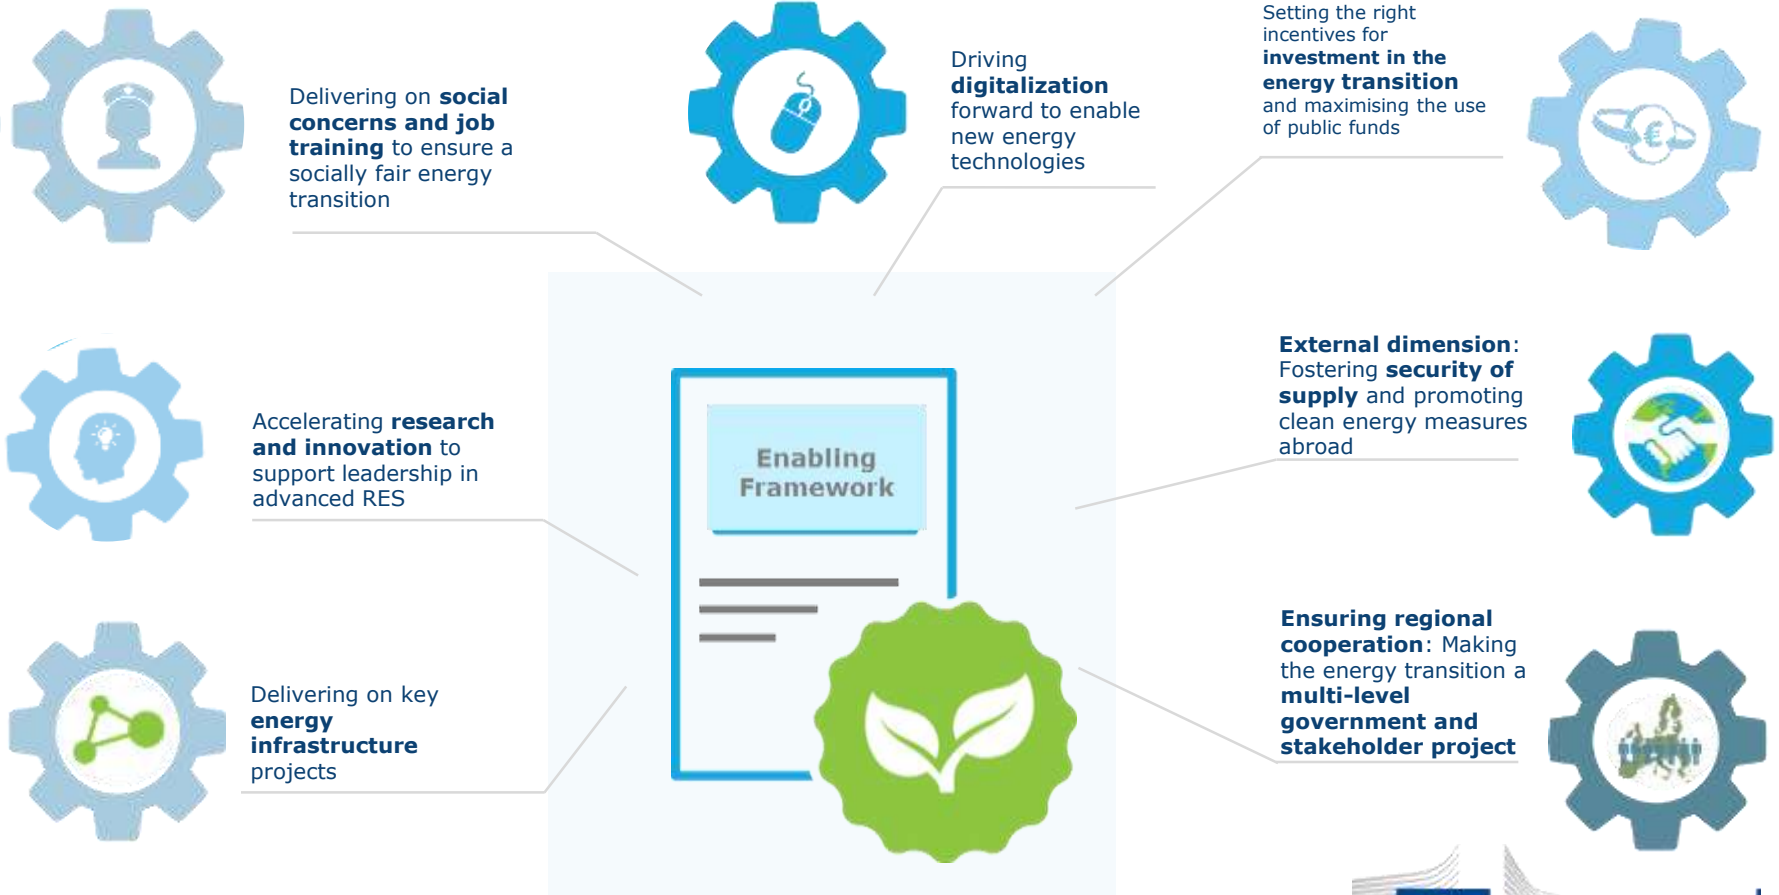 Delivering on social
concerns and job
training to ensure a
socially fair energy
transition
Driving
digitalization
forward to enable
new energy
technologies
Setting the right
incentives for
investment in the
energy transition
and maximising the use
of public funds
Accelerating research
and innovation to
support leadership in
advanced RES
Enabling
Framework
External dimension:
Fostering security of
supply and promoting
clean energy measures
abroad
Delivering on key
energy
infrastructure
projects
Ensuring regional
cooperation: Making
the energy transition a
multi-level
government and
stakeholder project
€